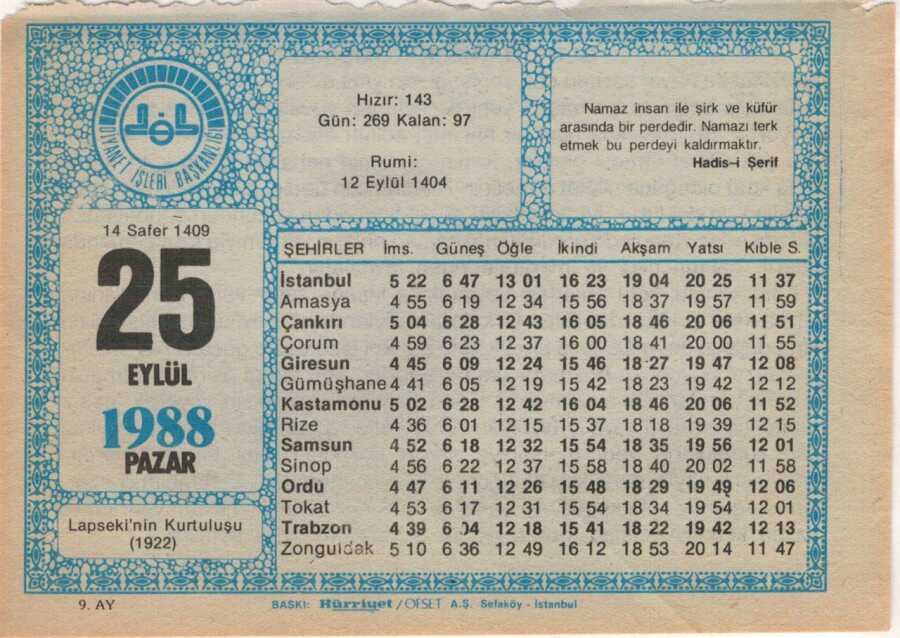 DİYANET İŞLERİ BAŞKANLIĞI
Hızır: 143
Gün: 269 Kalan: 97
Rumi:
12 Eylül 1404
Namaz insan ile şirk ve küfür
arasında bir perdedir. Namazı terk
etmek bu perdeyi kaldırmaktır.
Hadis-i Şerif
14 Safer 1409
25
EYLÜL
1988
PAZAR
Lapseki'nin Kurtuluşu
(1922)
ŞEHİRLER İms. Güneş Öğle İkindi Akşam Yatsı Kıble S.
İstanbul 5 22 6 47 13 01 16 23 19 04 20 25 11 37
Amasya 4 55 6 19 12 34 15 56 18 37 19 57 11 59
Çankırı 5 04 6 28 12 43 16 05 18 46 20 06 11 51
Çorum 4 59 6 23 12 37 16 00 18 41 20 00 11 55
Giresun 4 45 6 09 12 24 15 46 18 27 19 47 12 08
Gümüşhane 4 41 6 05 12 19 15 42 18 23 19 42 12 12
Kastamonu 5 02 6 28 12 42 16 04 18 46 20 06 11 52
Rize 4 36 6 01 12 15 15 37 18 18 19 39 12 15
Samsun 4 52 6 18 12 32 15 54 18 35 19 56 12 01
Sinop 4 56 6 22 12 37 15 58 18 40 20 02 11 58
Ordu 4 47 6 11 12 26 15 48 18 29 19 49 12 06
Tokat 4 53 6 17 12 31 15 54 18 34 19 54 12 01
Trabzon 4 39 6 04 12 18 15 41 18 22 19 42 12 13
Zonguldak 5 10 6 36 12 49 16 12 18 53 20 14 11 47
9. AY
BASKI: Hürriyet / OFSET A.Ş. Sefaköy - İstanbul